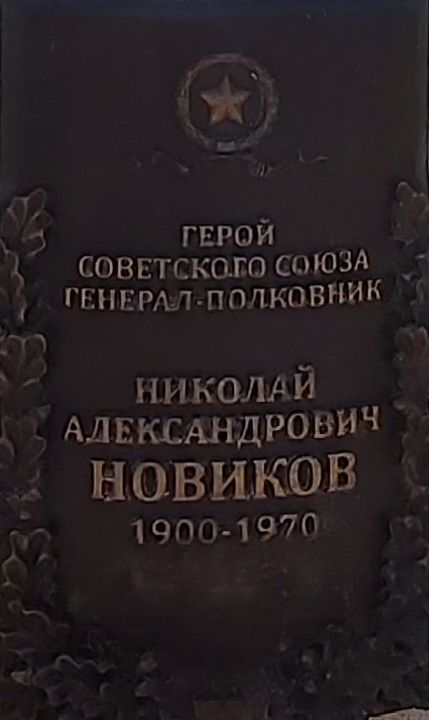 ГЕРОЙ
СОВЕТСКОГО СОЮЗА
ГЕНЕРАЛ-ПОЛКОВНИК
НИКОЛАЙ
АЛЕКСАНДРОВИЧ
НОВИКОВ
1900-1970